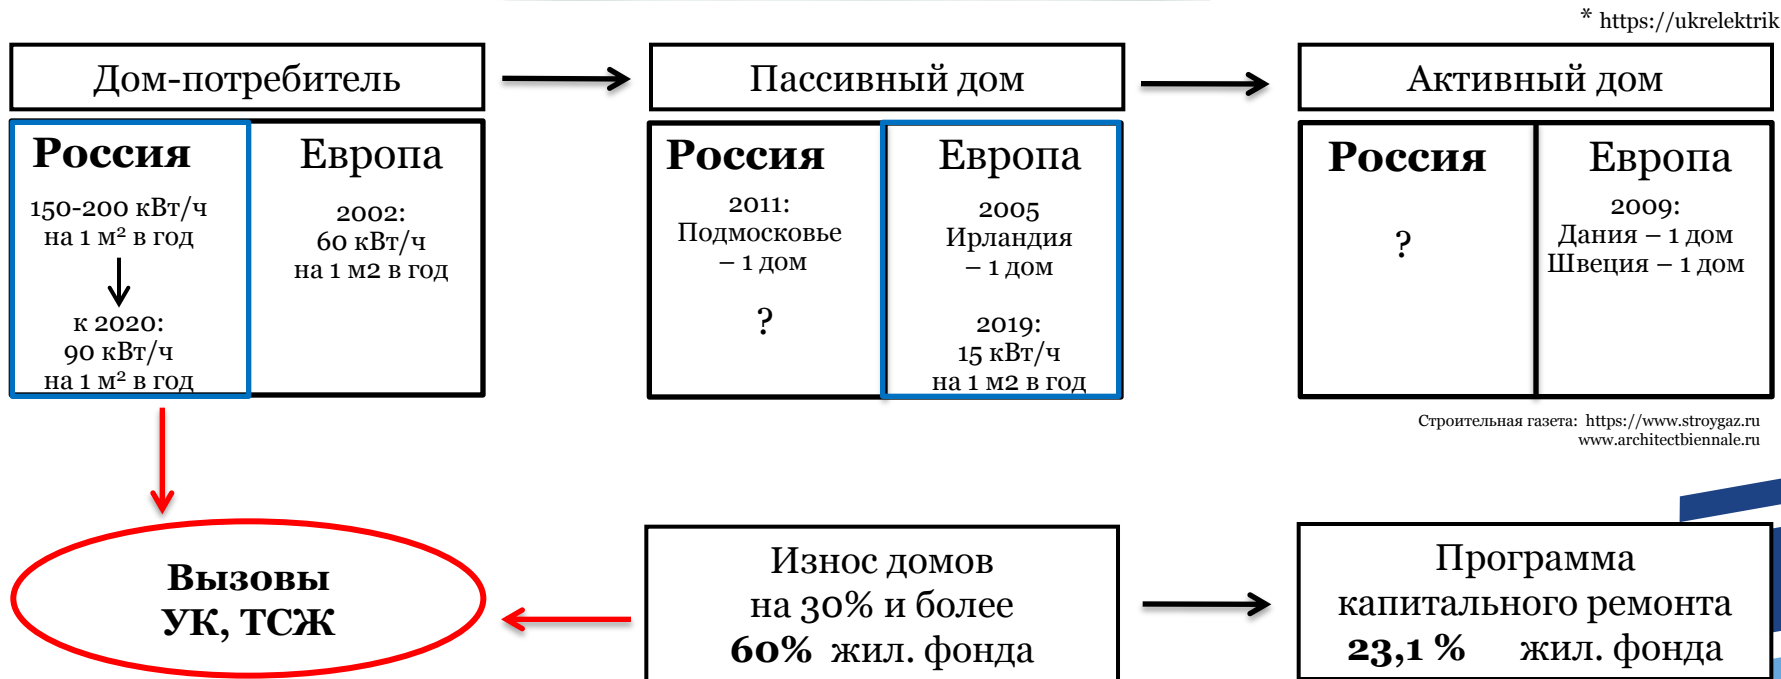 * https://ukrelektrik
Дом-потребитель
Россия
150-200 кВт/ч
на 1 м² в год
к 2020:
90 кВт/ч
на 1 м² в год
Европа
2002:
60 кВт/ч
на 1 м2 в год
Пассивный дом
Россия
2011:
Подмосковье
– 1 дом
?
Европа
2005
Ирландия
– 1 дом
2019:
15 кВт/ч
на 1 м2 в год
Активный дом
Россия
?
Европа
2009:
Дания – 1 дом
Швеция – 1 дом
Строительная газета: https://www.stroygaz.ru
www.architectbiennale.ru
Вызовы
УК, ТСЖ
Износ домов
на 30% и более
60% жил. фонда
Программа
капитального ремонта
23,1 % жил. фонда